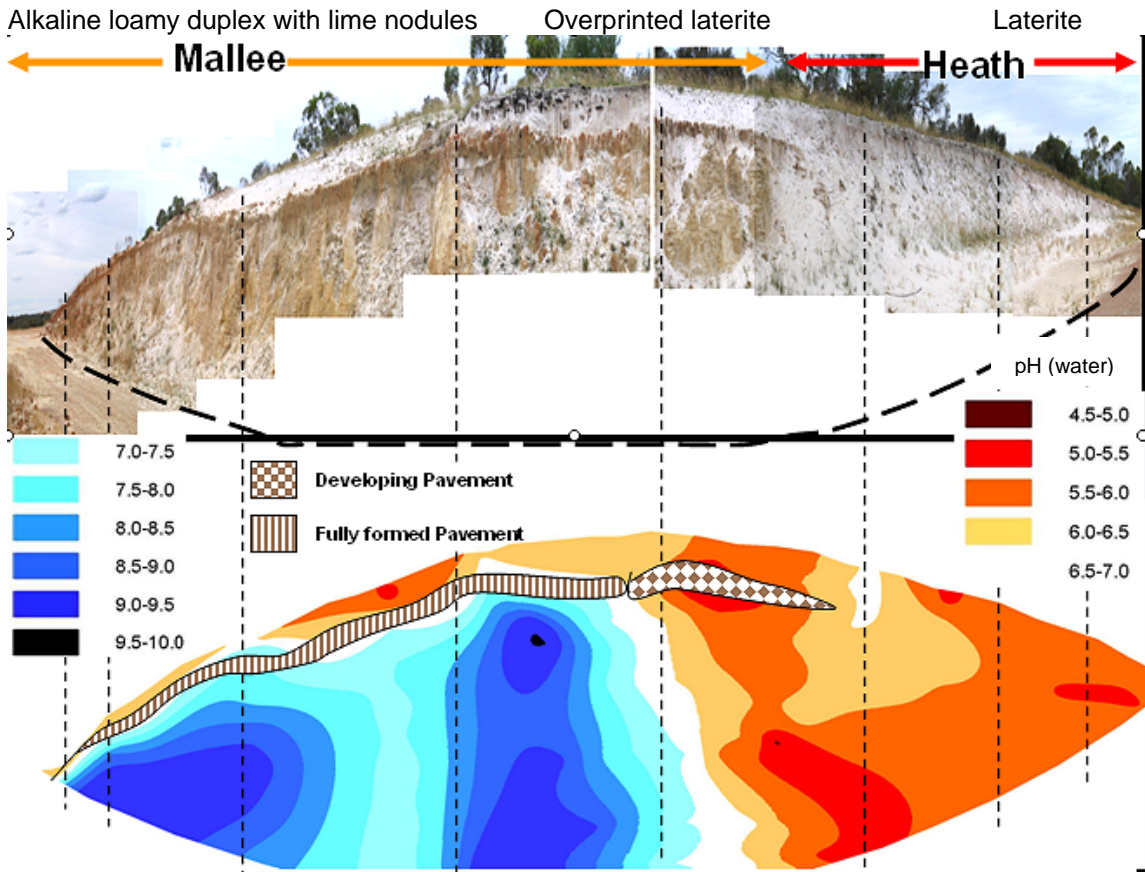 Alkaline loamy duplex with lime nodules Overprinted laterite Laterite
Mallee Heath
pH (water)
7.0-7.5
7.5-8.0
8.0-8.5
8.5-9.0
9.0-9.5
9.5-10.0
Developing Pavement
Fully formed Pavement
4.5-5.0
5.0-5.5
5.5-6.0
6.0-6.5
6.5-7.0